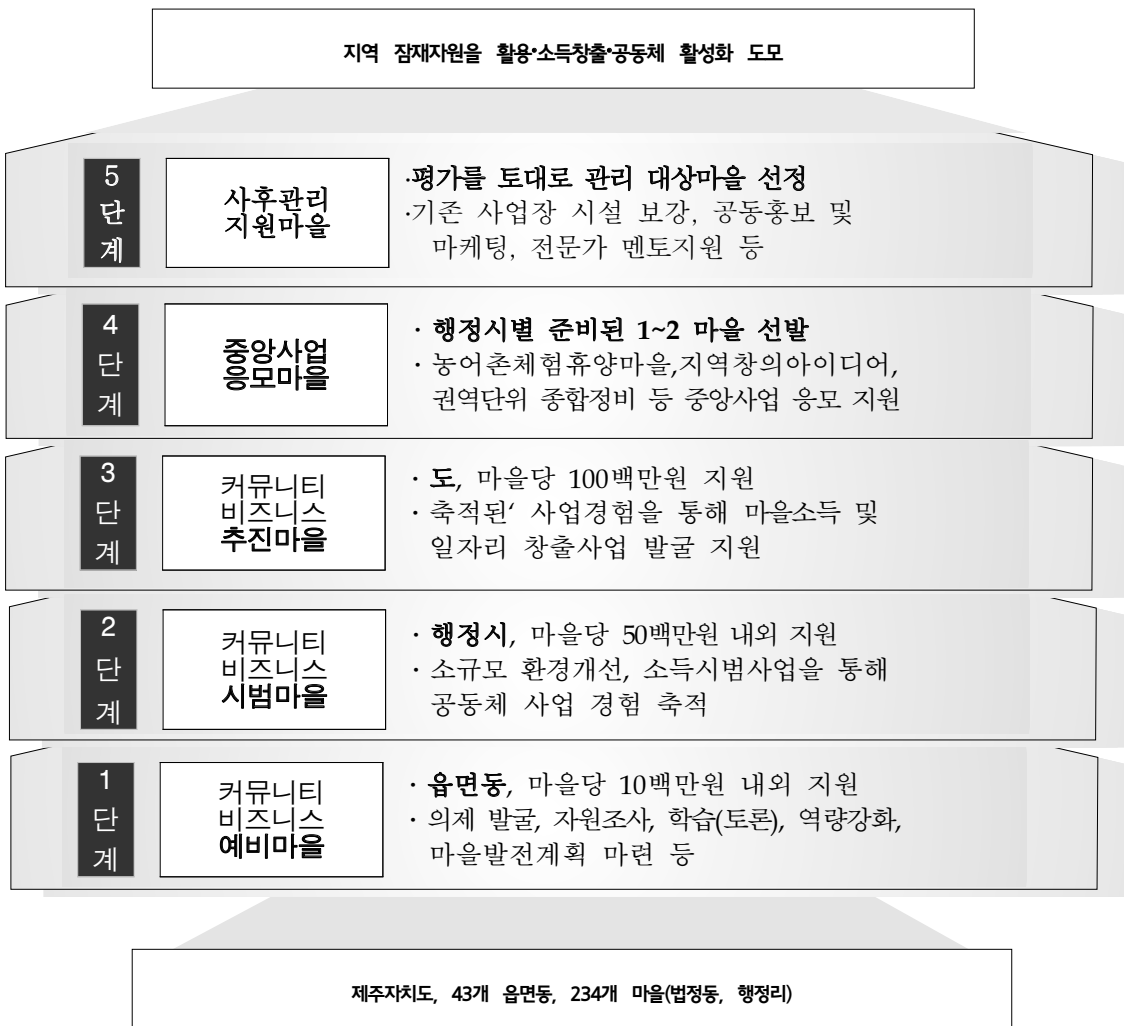 지역 잠재자원을 활용·소득창출·공동체 활성화 도모
5
단
계
사후관리
지원마을
·평가를 토대로 관리 대상마을 선정
·기존 사업장 시설 보강, 공동홍보 및
마케팅, 전문가 멘토지원 등
4
단
계
중앙사업
응모마을
· 행정시별 준비된 1~2 마을 선발
· 농어촌체험휴양마을,지역창의아이디어,
권역단위 종합정비 등 중앙사업 응모 지원
3
단
계
커뮤니티
비즈니스
추진마을
· 도, 마을당 100백만원 지원
· 축적된‘ 사업경험을 통해 마을소득 및
일자리 창출사업 발굴 지원
2
단
계
커뮤니티
비즈니스
시범마을
· 행정시, 마을당 50백만원 내외 지원
· 소규모 환경개선, 소득시범사업을 통해
공동체 사업 경험 축적
1
단
계
커뮤니티
비즈니스
예비마을
· 읍면동, 마을당 10백만원 내외 지원
· 의제 발굴, 자원조사, 학습(토론), 역량강화,
마을발전계획 마련 등
제주자치도, 43개 읍면동, 234개 마을(법정동, 행정리)